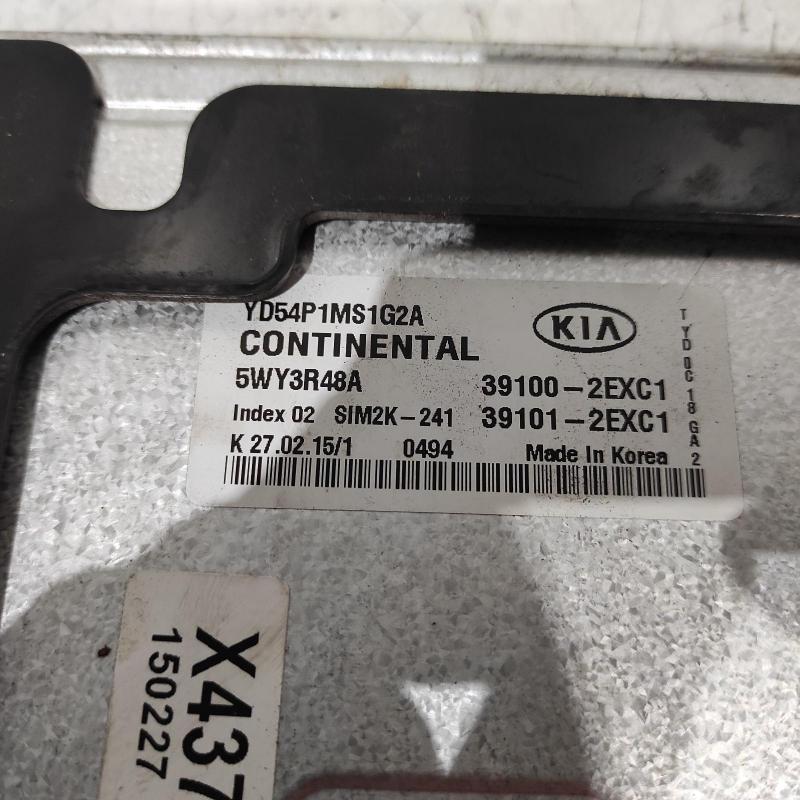 YD54P1MS1G2A
KIA
CONTINENTAL
5WY3R48A 39100-2EXC1
Index 02 SIM2K-241 39101-2EXC1
K 27.02.15/1 0494 Made In Korea
TYD0C18GA2
X437
150227